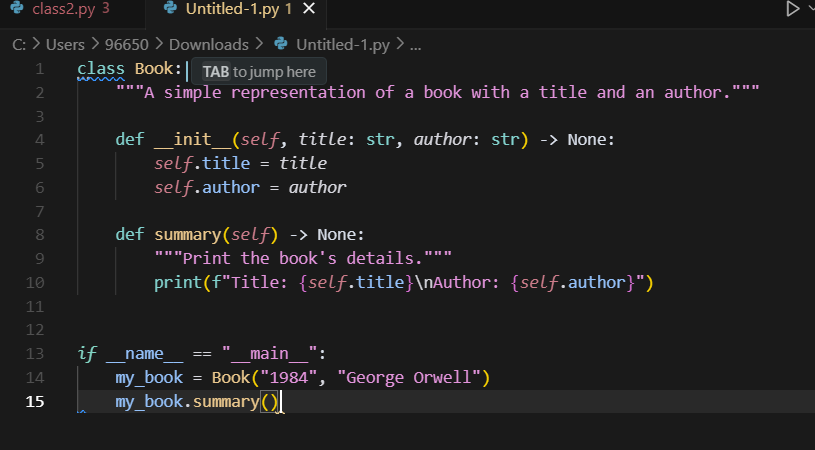 class2.py 3 Untitled-1.py 1
C: > Users > 96650 > Downloads > Untitled-1.py > ...
1 class Book: TAB to jump here
2     """A simple representation of a book with a title and an author."""
3
4     def __init__(self, title: str, author: str) -> None:
5         self.title = title
6         self.author = author
7
8     def summary(self) -> None:
9         """Print the book's details."""
10         print(f"Title: {self.title}\nAuthor: {self.author}")
11
12
13 if __name__ == "__main__":
14     my_book = Book("1984", "George Orwell")
15     my_book.summary()